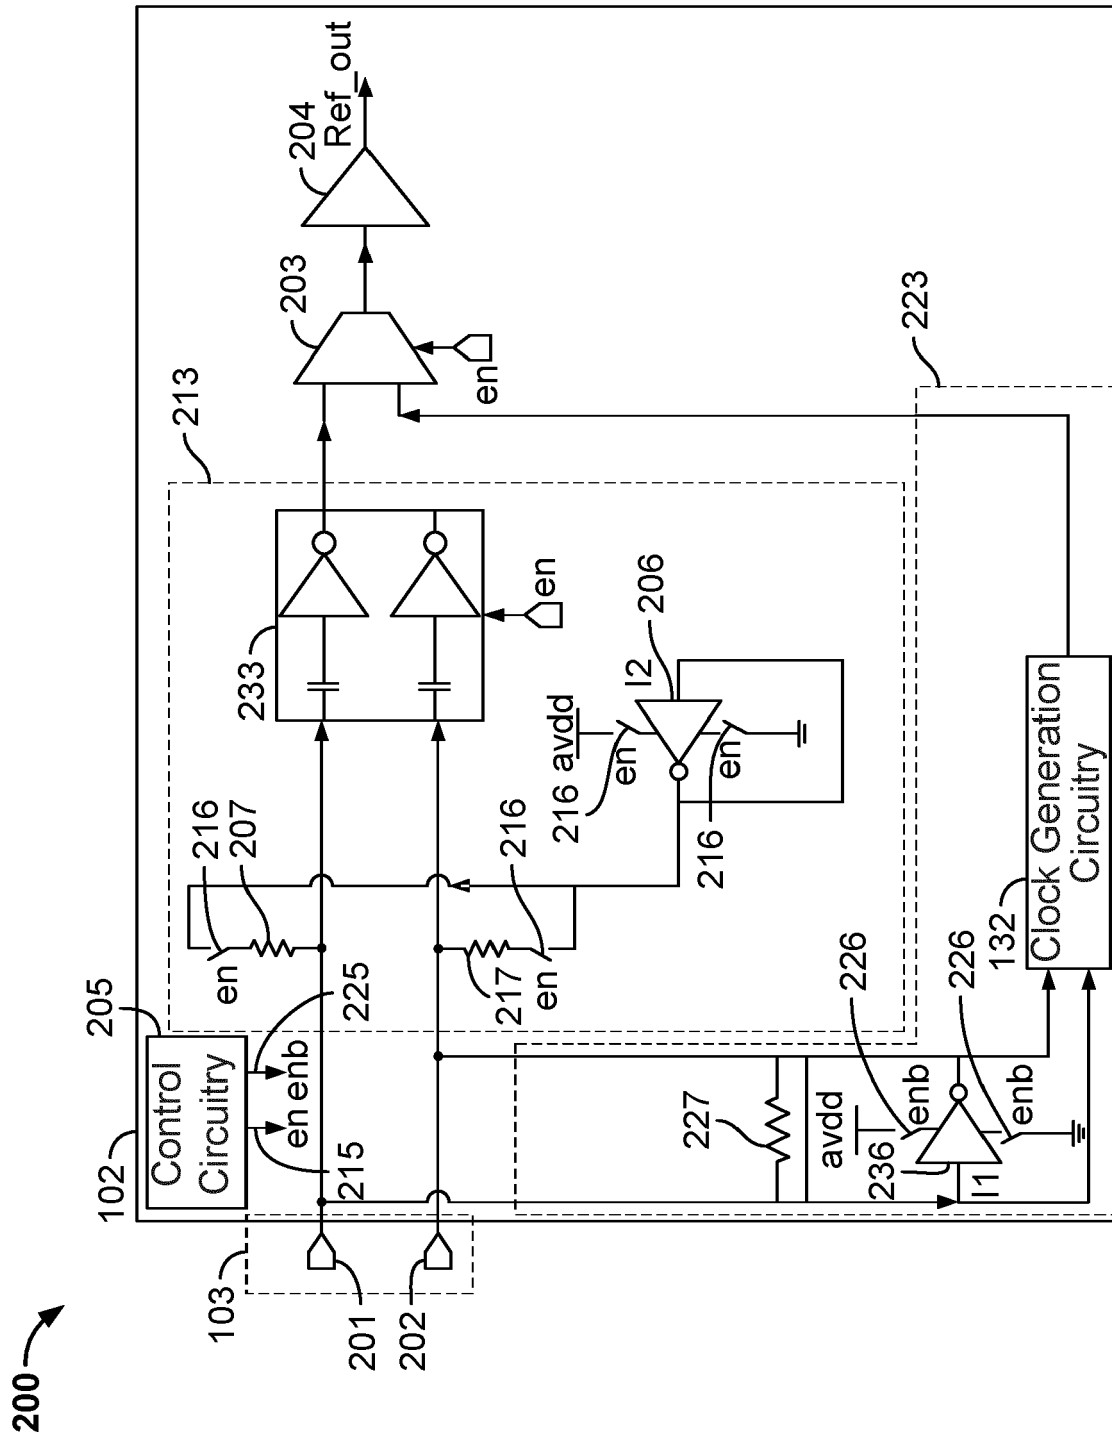 200
102
205
Control
Circuitry
en
enb
215
225
103
201
202
216
207
en
217
en
216
213
233
en
203
en
204
Ref_out
206
I2
avdd
216
en
en
216
223
227
avdd
226
enb
236
I1
enb
226
132
Clock Generation
Circuitry